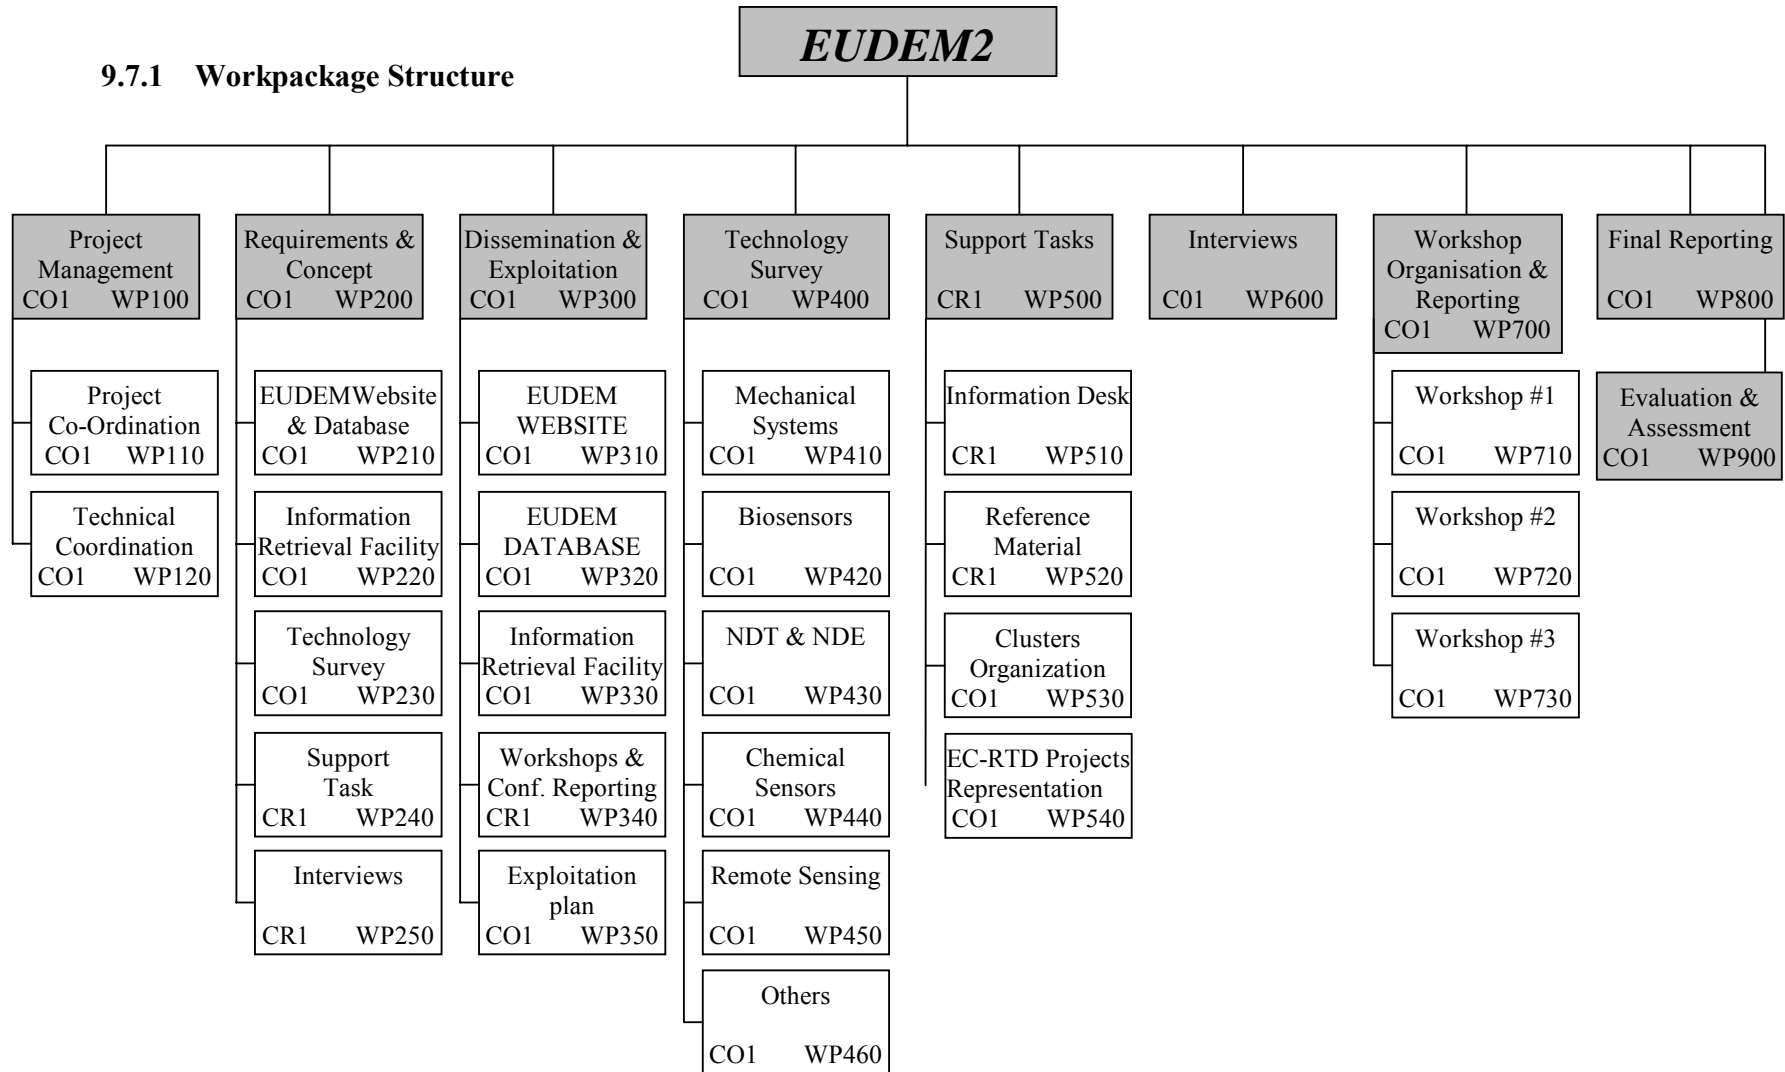 EUDEM2
9.7.1 Workpackage Structure
Project
Management
CO1 WP100
Requirements &
Concept
CO1 WP200
Dissemination &
Exploitation
CO1 WP300
Technology
Survey
CO1 WP400
Support Tasks
CR1 WP500
Interviews
C01 WP600
Workshop
Organisation &
Reporting
CO1 WP700
Final Reporting
CO1 WP800
Project
Co-Ordination
CO1 WP110
Technical
Coordination
CO1 WP120
EUDEMWebsite
& Database
CO1 WP210
Information
Retrieval Facility
CO1 WP220
Technology
Survey
CO1 WP230
Support
Task
CR1 WP240
Interviews
CR1 WP250
EUDEM
WEBSITE
CO1 WP310
EUDEM
DATABASE
CO1 WP320
Information
Retrieval Facility
CO1 WP330
Workshops &
Conf. Reporting
CR1 WP340
Exploitation
plan
CO1 WP350
Mechanical
Systems
CO1 WP410
Biosensors
CO1 WP420
NDT & NDE
CO1 WP430
Chemical
Sensors
CO1 WP440
Remote Sensing
CO1 WP450
Others
CO1 WP460
Information Desk
CR1 WP510
Reference
Material
CR1 WP520
Clusters
Organization
CO1 WP530
EC-RTD Projects
Representation
CO1 WP540
Workshop #1
CO1 WP710
Workshop #2
CO1 WP720
Workshop #3
CO1 WP730
Evaluation &
Assessment
CO1 WP900